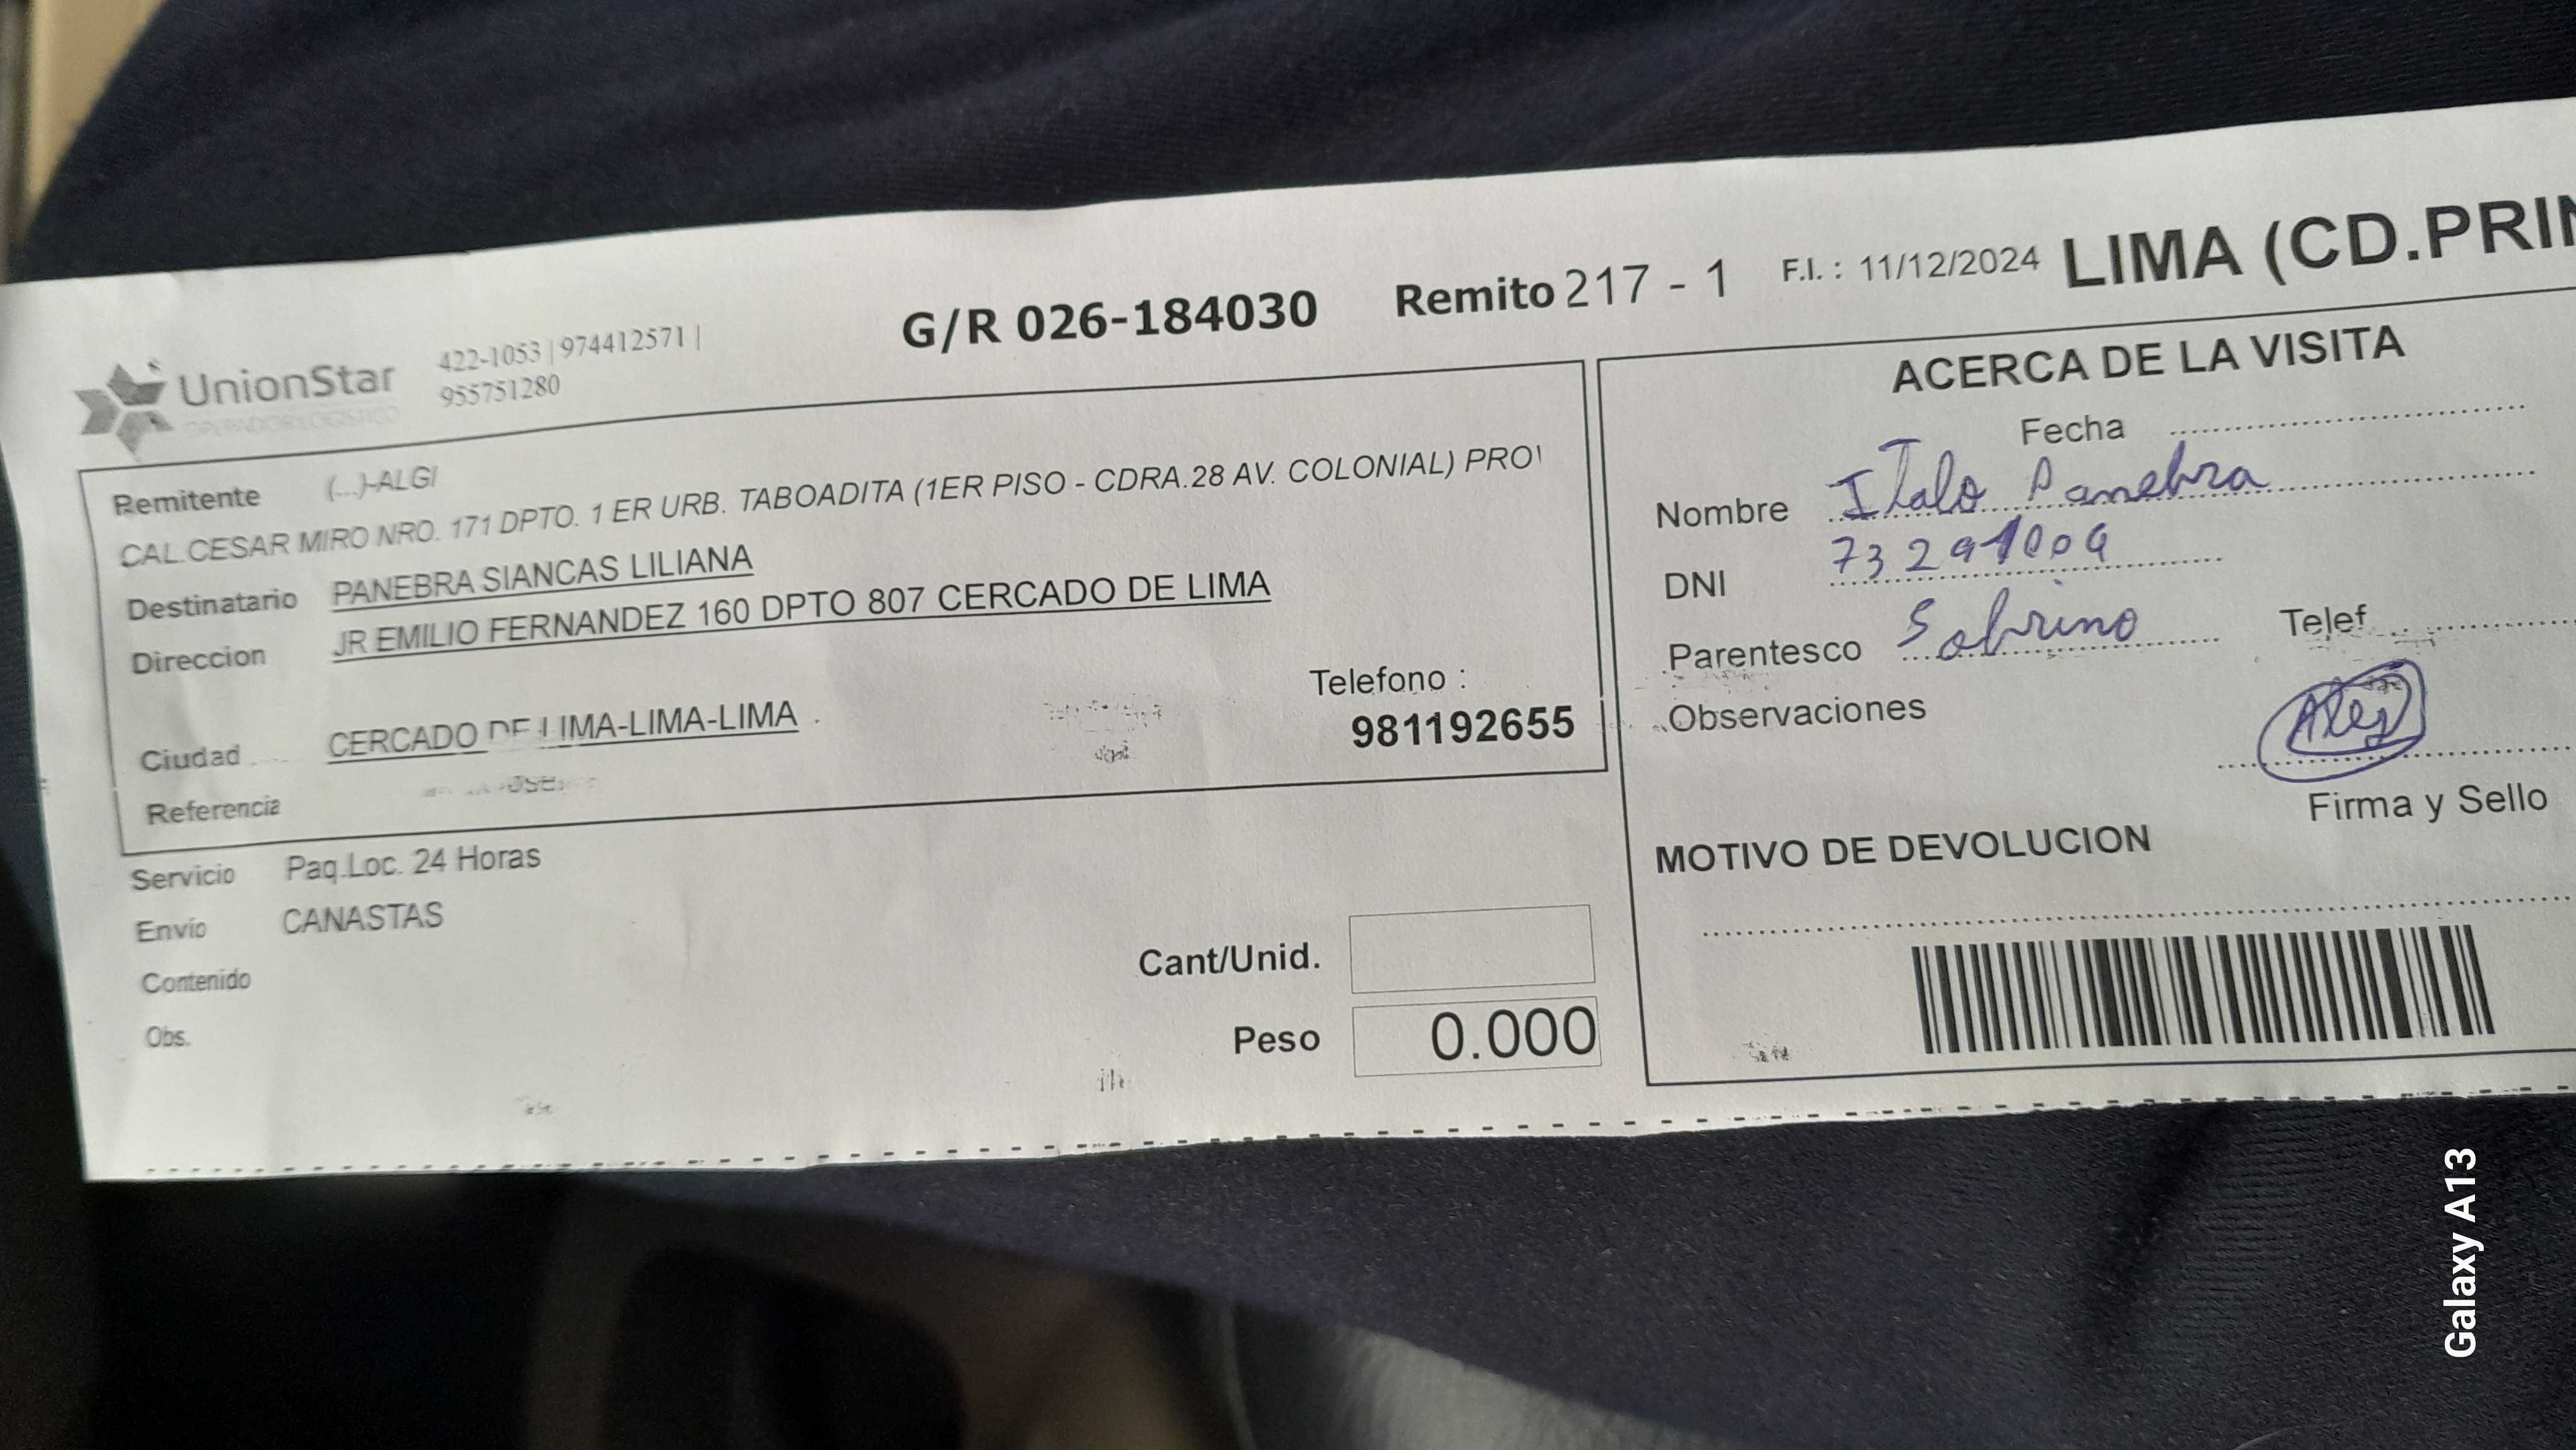 UnionStar
OPERADOR LOGISTICO
422-1053 | 974412571 |
955751280
G/R 026-184030
Remito 217 - 1
F.I. : 11/12/2024
LIMA (CD.PRIN
Remitente (...)-ALGI
CAL.CESAR MIRO NRO. 171 DPTO. 1 ER URB. TABOADITA (1ER PISO - CDRA.28 AV. COLONIAL) PRO
Destinatario PANEBRA SIANCAS LILIANA
Direccion JR EMILIO FERNANDEZ 160 DPTO 807 CERCADO DE LIMA
Telefono :
981192655
Ciudad CERCADO DE LIMA-LIMA-LIMA
Referencia
Servicio Paq.Loc. 24 Horas
Envio CANASTAS
Contenido
Obs.
Cant/Unid.
Peso 0.000
ACERCA DE LA VISITA
Fecha
Nombre Italo Panebra
DNI
Parentesco Sobrino Telef
Observaciones
Firma y Sello
MOTIVO DE DEVOLUCION
Galaxy A13